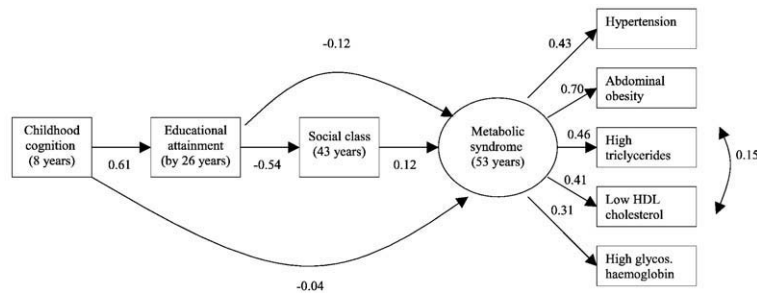 Childhood
cognition
(8 years)
0.61
Educational
attainment
(by 26 years)
-0.54
Social class
(43 years)
0.12
-0.12
-0.04
Metabolic
syndrome
(53 years)
0.43
Hypertension
0.70
Abdominal
obesity
0.46
High
triclycerides
0.41
Low HDL
cholesterol
0.31
High glycos.
haemoglobin
0.15